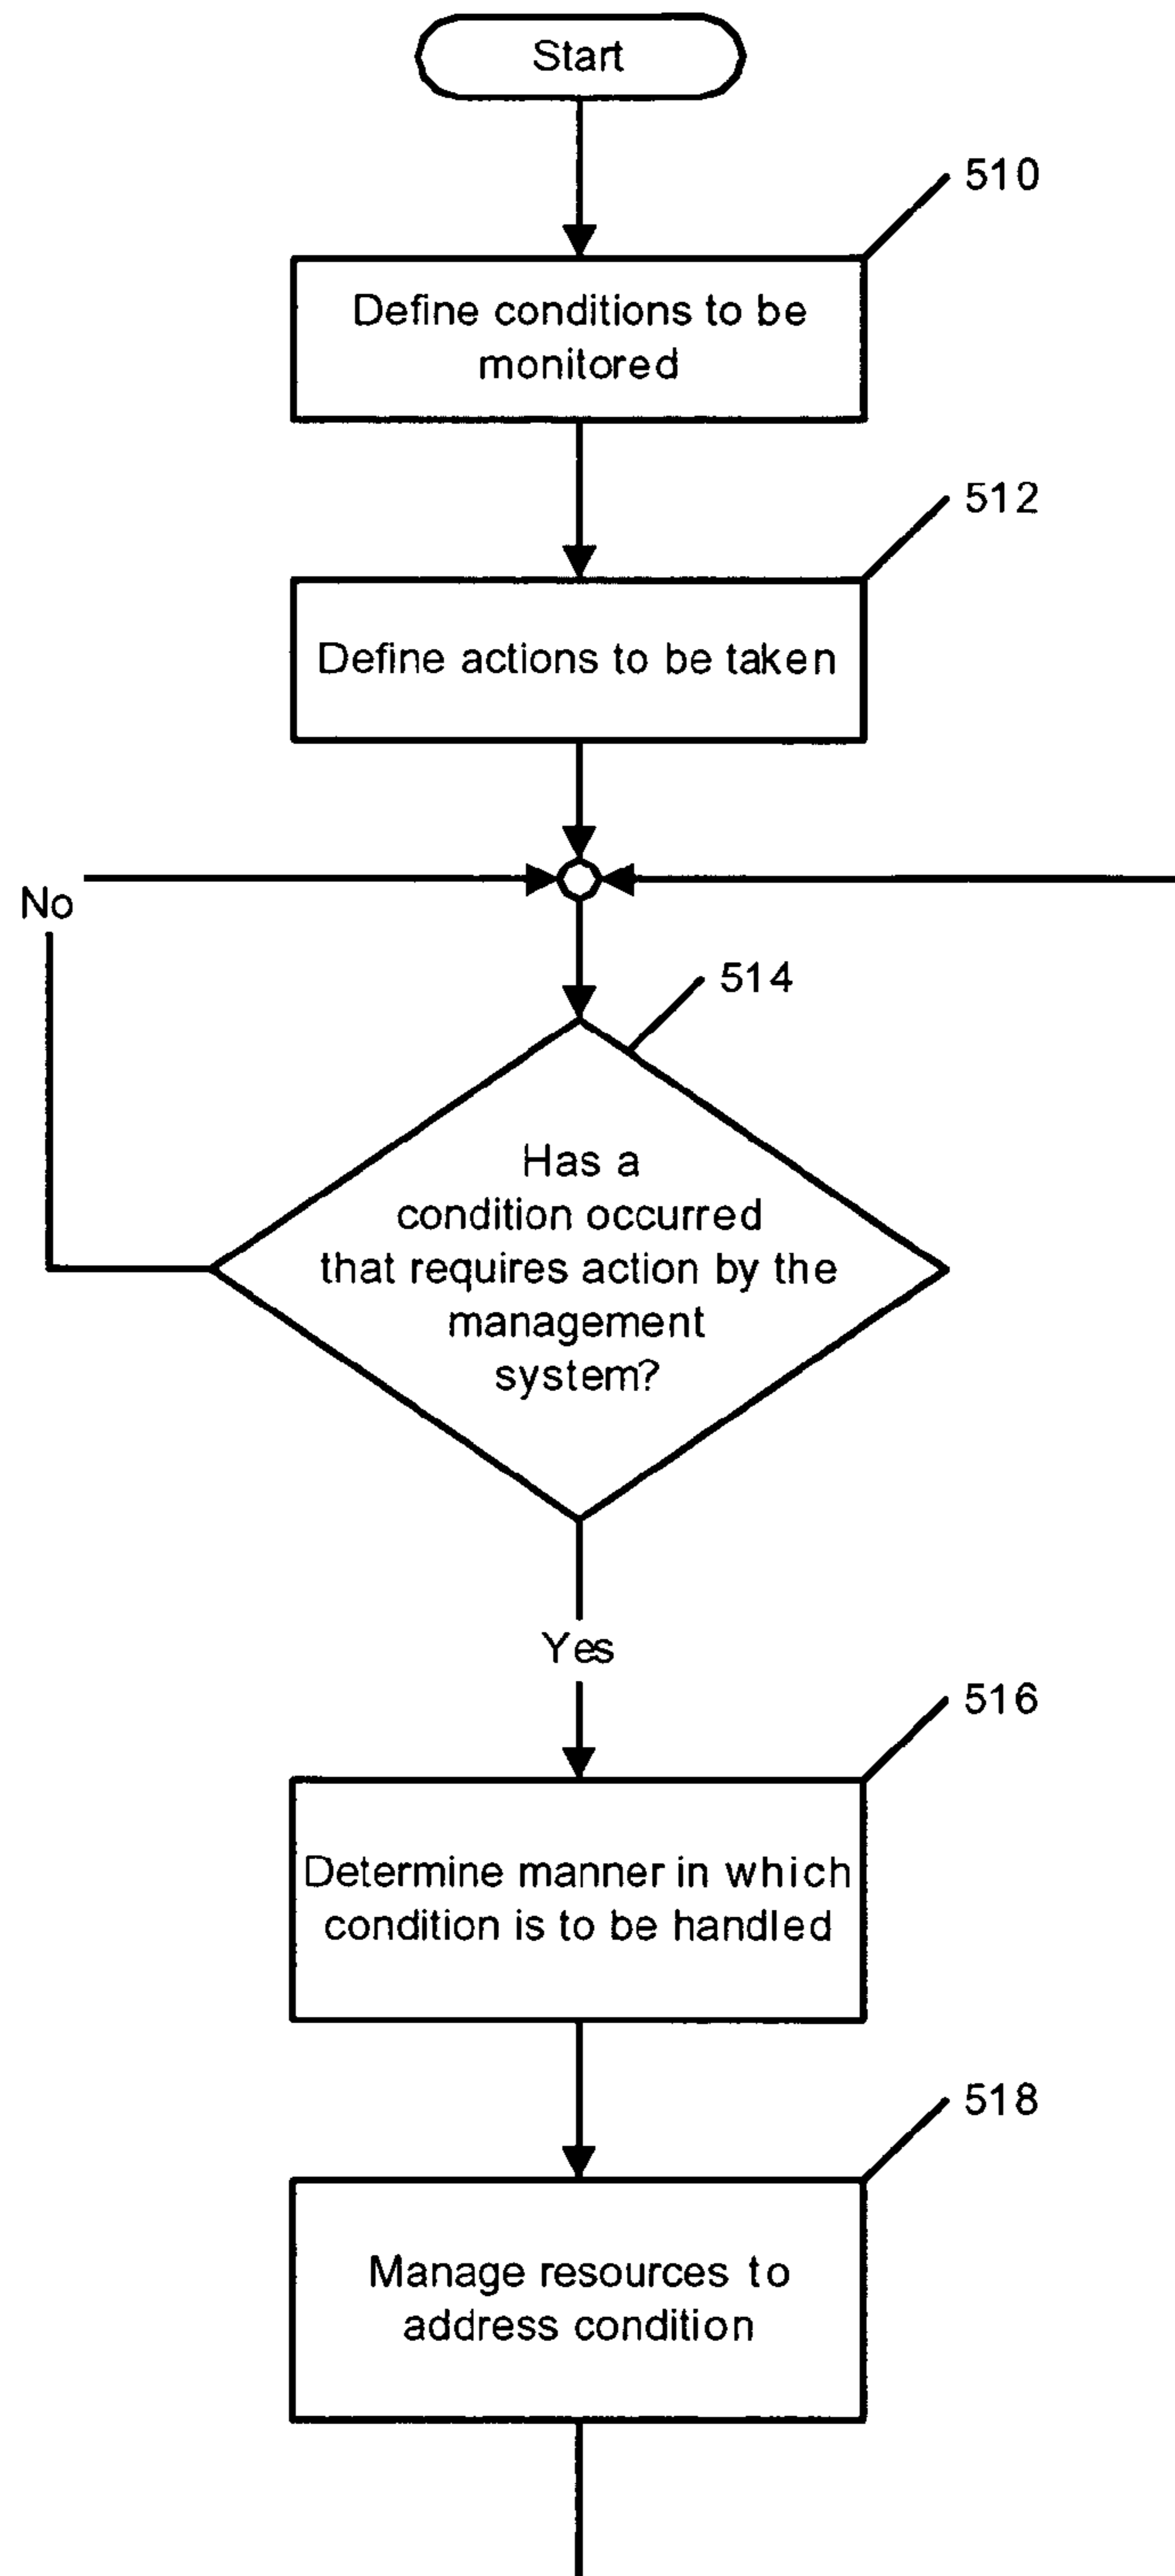 Start
510
Define conditions to be
monitored
512
Define actions to be taken
No
514
Has a
condition occurred
that requires action by the
management
system?
Yes
516
Determine manner in which
condition is to be handled
518
Manage resources to
address condition